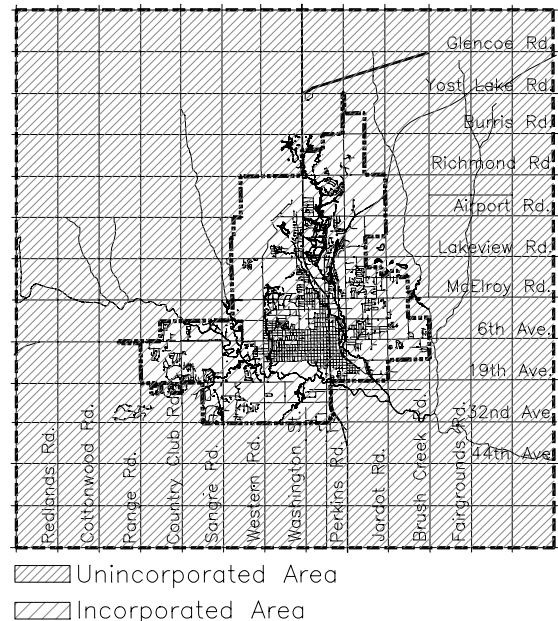 Glencoe Rd.
Yost Lake Rd.
Burris Rd.
Richmond Rd.
Airport Rd.
Lakeview Rd.
McElroy Rd.
6th Ave.
19th Ave.
32nd Ave.
44th Ave.
Redlands Rd.
Cottonwood Rd.
Range Rd.
Country Club Rd.
Sangre Rd.
Western Rd.
Washington S
Perkins Rd.
Jardot Rd.
Brush Creek Rd.
Fairgrounds Rd.
Unincorporated Area
Incorporated Area